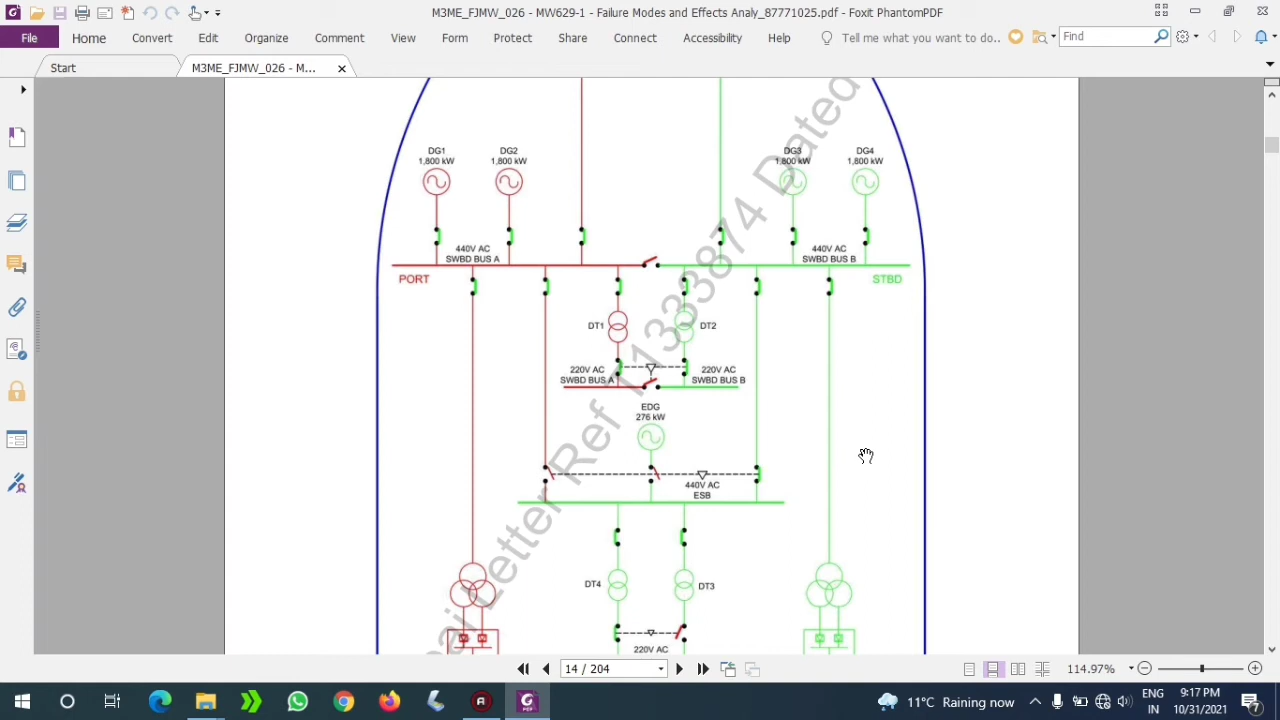 M3ME_FJMW_026 - MW629-1 - Failure Modes and Effects Analy_87771025.pdf - Foxit PhantomPDF
File Home Convert Edit Organize Comment View Form Protect Share Connect Accessibility Help Tell me what you want to do.. Find
Start M3ME_FJMW_026 - M...
DG1 DG2 DG3 DG4
1,800 kW 1,800 kW 1,800 kW 1,800 kW
440V AC 440V AC
SWBD BUS A SWBD BUS B
PORT STBD
DT1 DT2
220V AC 220V AC
SWBD BUS A SWBD BUS B
EDG
276 kW
440V AC
ESB
DT4 DT3
220V AC
Letter Ref T1333874 Dated
14 / 204 114.97%
11°C Raining now ENG 9:17 PM
IN 10/31/2021 7